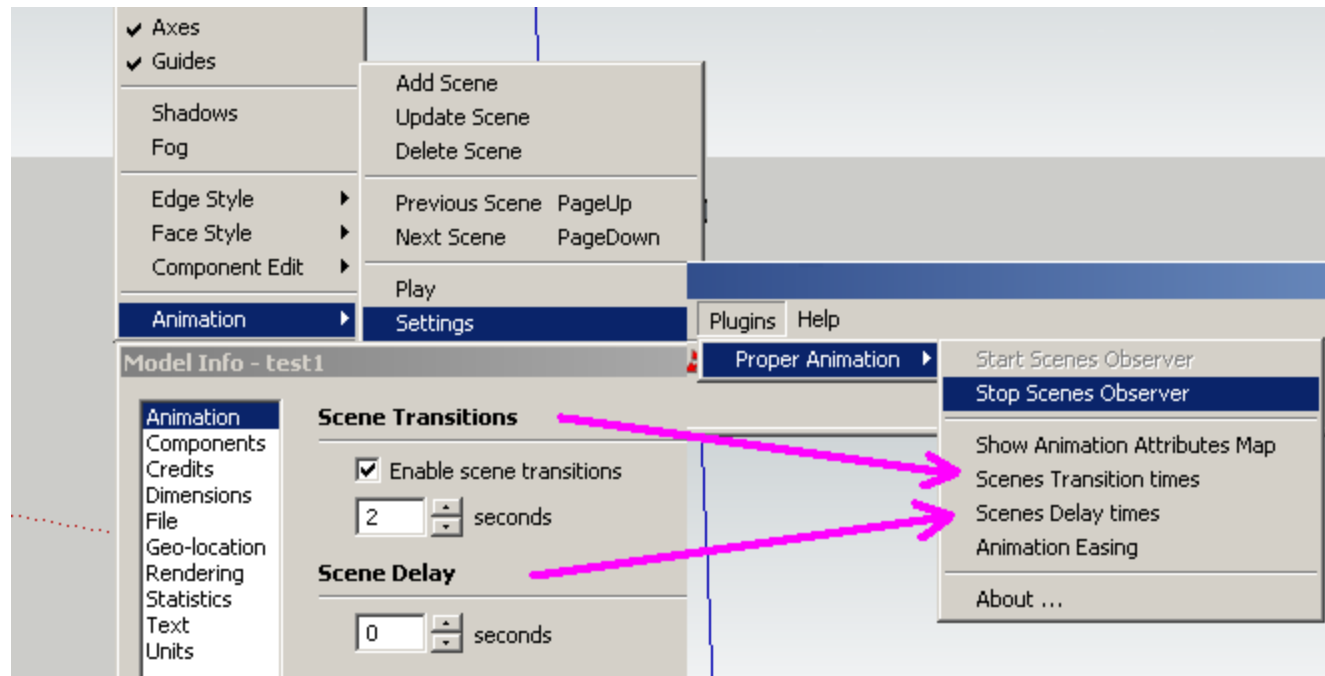 Axes
Guides
Shadows
Fog
Edge Style
Face Style
Component Edit
Animation
Add Scene
Update Scene
Delete Scene
Previous Scene PageUp
Next Scene PageDown
Play
Settings
Plugins Help
Proper Animation
Start Scenes Observer
Stop Scenes Observer
Show Animation Attributes Map
Scenes Transition times
Scenes Delay times
Animation Easing
About ...
Model Info - test1
Animation
Components
Credits
Dimensions
File
Geo-location
Rendering
Statistics
Text
Units
Scene Transitions
Enable scene transitions
2 seconds
Scene Delay
0 seconds